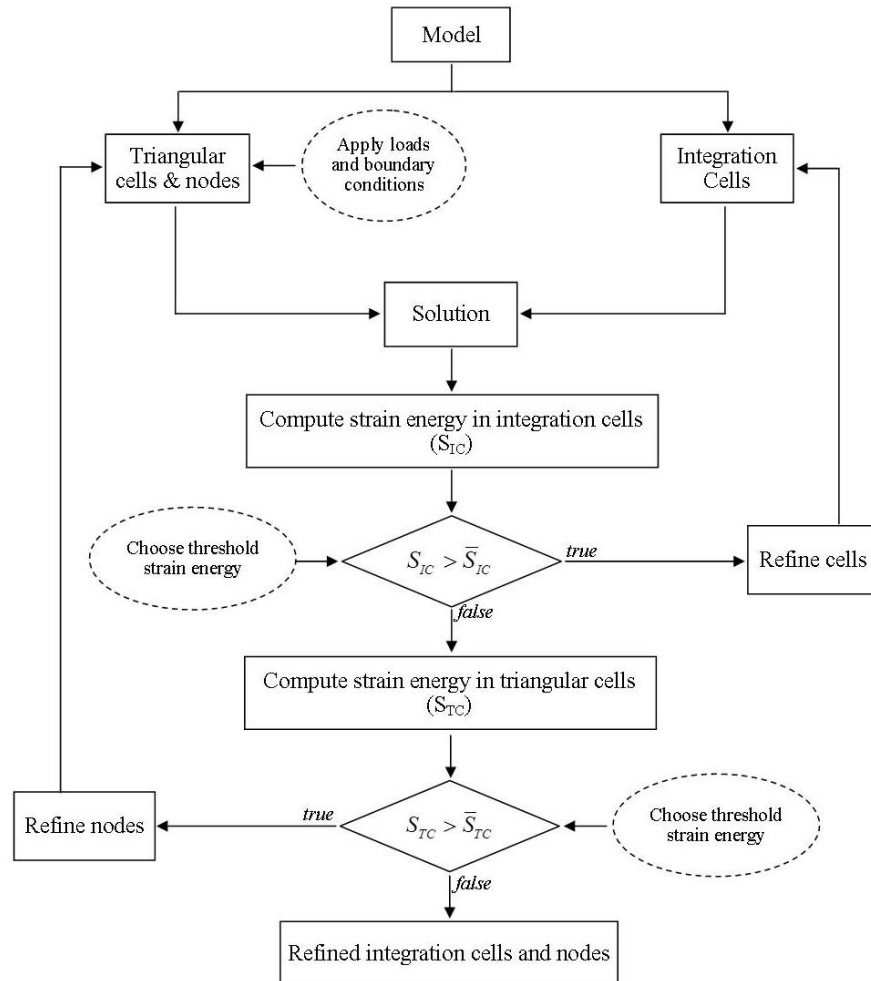 Model
Triangular
cells & nodes
Apply loads
and boundary
conditions
Integration
Cells
Solution
Compute strain energy in integration cells
(S_IC)
Choose threshold
strain energy
S_IC > S̅_IC
true
Refine cells
false
Compute strain energy in triangular cells
(S_TC)
Refine nodes
true
S_TC > S̅_TC
Choose threshold
strain energy
false
Refined integration cells and nodes